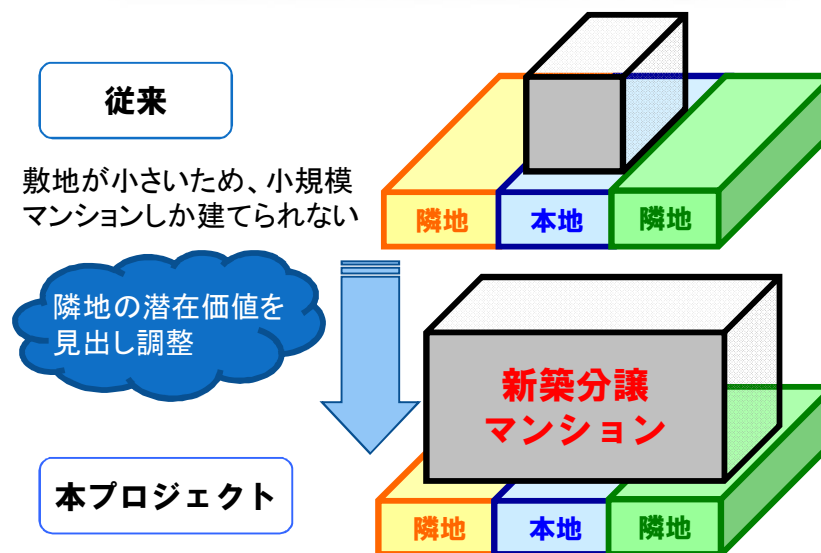 従来
敷地が小さいため、小規模
マンションしか建てられない
隣地
本地
隣地
隣地の潜在価値を
見出し調整
新築分譲
マンション
本プロジェクト
隣地
本地
隣地